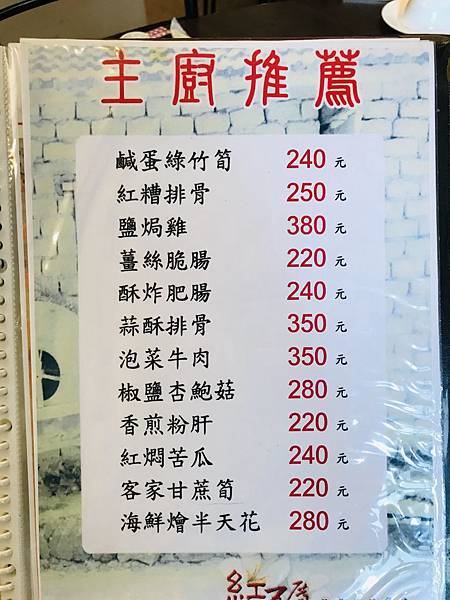 主廚推薦
鹹蛋綠竹筍 240 元
紅糟排骨 250 元
鹽焗雞 380 元
薑絲脆腸 220 元
酥炸肥腸 240 元
蒜酥排骨 350 元
泡菜牛肉 350 元
椒鹽杏鮑菇 280 元
香煎粉肝 220 元
紅燜苦瓜 240 元
客家甘蔗筍 220 元
海鮮燴半天花 280 元
紅